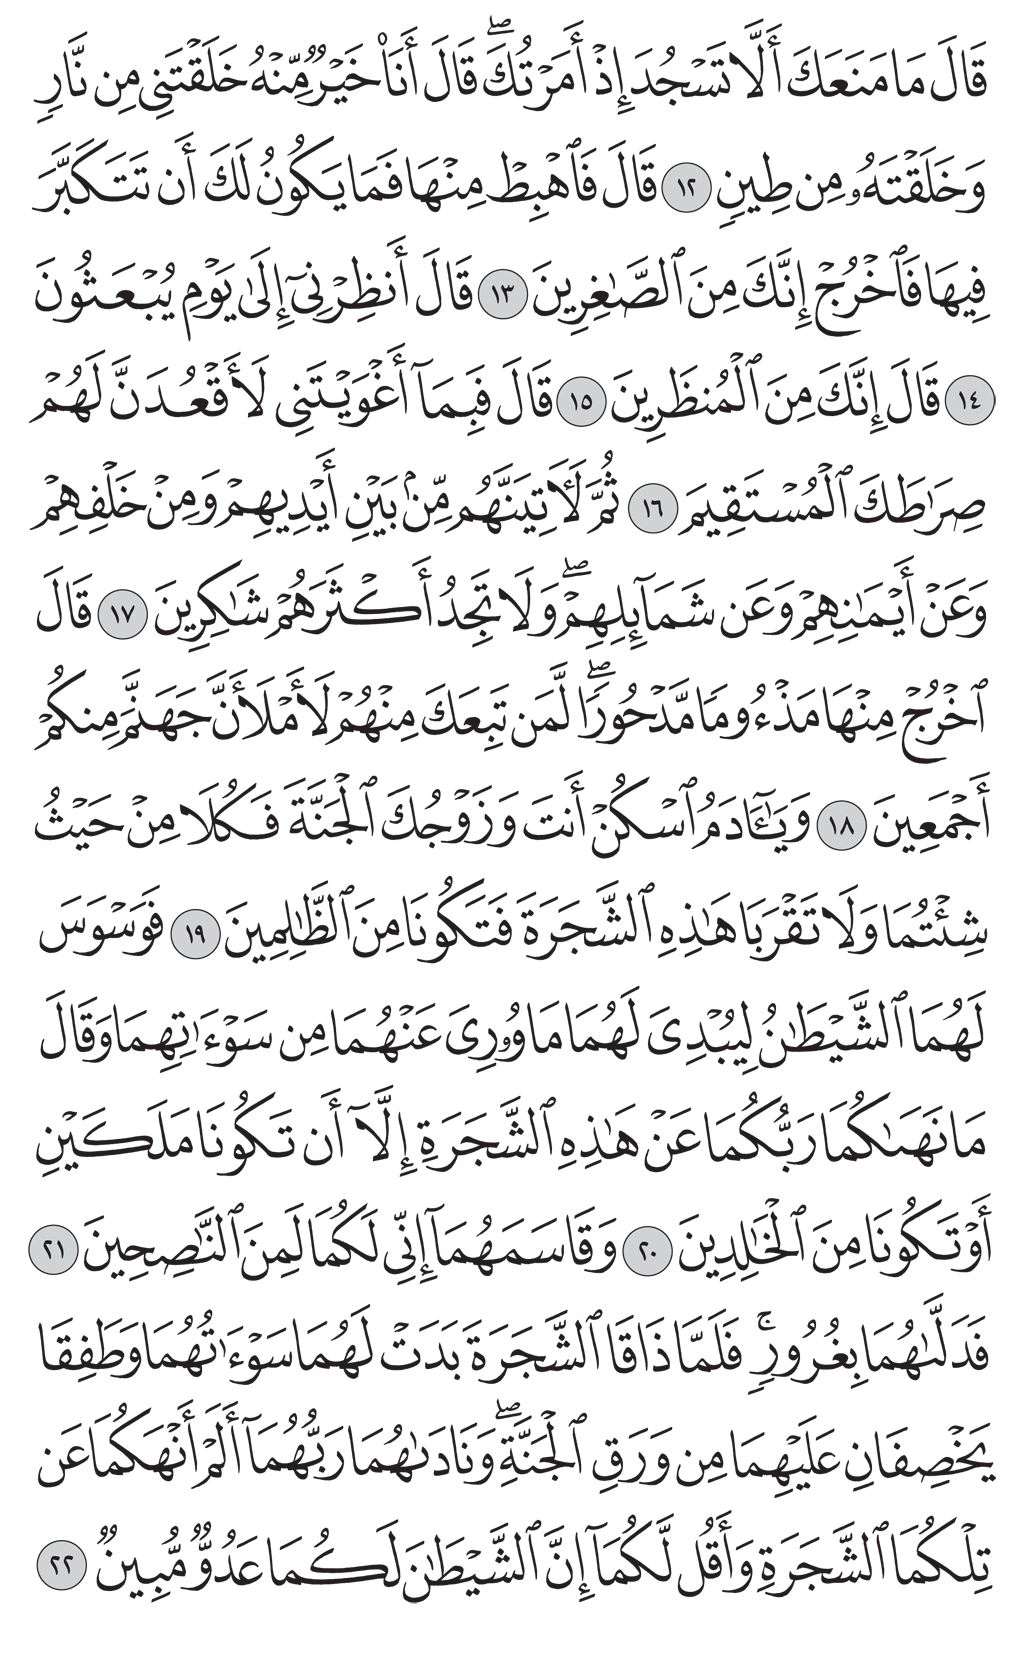 قَالَ مَا مَنَعَكَ أَلَّا تَسۡجُدَ إِذۡ أَمَرۡتُكَۖ قَالَ أَنَا۠ خَيۡرٞ مِّنۡهُ خَلَقۡتَنِي مِن نَّارٖ
وَخَلَقۡتَهُۥ مِن طِينٖ ١٢ قَالَ فَٱهۡبِطۡ مِنۡهَا فَمَا يَكُونُ لَكَ أَن تَتَكَبَّرَ
فِيهَا فَٱخۡرُجۡ إِنَّكَ مِنَ ٱلصَّٰغِرِينَ ١٣ قَالَ أَنظِرۡنِيٓ إِلَىٰ يَوۡمِ يُبۡعَثُونَ
١٤ قَالَ إِنَّكَ مِنَ ٱلۡمُنظَرِينَ ١٥ قَالَ فَبِمَآ أَغۡوَيۡتَنِي لَأَقۡعُدَنَّ لَهُمۡ
صِرَٰطَكَ ٱلۡمُسۡتَقِيمَ ١٦ ثُمَّ لَأٓتِيَنَّهُم مِّنۢ بَيۡنِ أَيۡدِيهِمۡ وَمِنۡ خَلۡفِهِمۡ
وَعَنۡ أَيۡمَٰنِهِمۡ وَعَن شَمَآئِلِهِمۡۖ وَلَا تَجِدُ أَكۡثَرَهُمۡ شَٰكِرِينَ ١٧ قَالَ
ٱخۡرُجۡ مِنۡهَا مَذۡءُومٗا مَّدۡحُورٗاۖ لَّمَن تَبِعَكَ مِنۡهُمۡ لَأَمۡلَأَنَّ جَهَنَّمَ مِنكُمۡ
أَجۡمَعِينَ ١٨ وَيَٰٓـَٔادَمُ ٱسۡكُنۡ أَنتَ وَزَوۡجُكَ ٱلۡجَنَّةَ فَكُلَا مِنۡ حَيۡثُ
شِئۡتُمَا وَلَا تَقۡرَبَا هَٰذِهِ ٱلشَّجَرَةَ فَتَكُونَا مِنَ ٱلظَّٰلِمِينَ ١٩ فَوَسۡوَسَ
لَهُمَا ٱلشَّيۡطَٰنُ لِيُبۡدِيَ لَهُمَا مَا وُۥرِيَ عَنۡهُمَا مِن سَوۡءَٰتِهِمَا وَقَالَ
مَا نَهَىٰكُمَا رَبُّكُمَا عَنۡ هَٰذِهِ ٱلشَّجَرَةِ إِلَّآ أَن تَكُونَا مَلَكَيۡنِ
أَوۡ تَكُونَا مِنَ ٱلۡخَٰلِدِينَ ٢٠ وَقَاسَمَهُمَآ إِنِّي لَكُمَا لَمِنَ ٱلنَّٰصِحِينَ ٢١
فَدَلَّىٰهُمَا بِغُرُورٖۚ فَلَمَّا ذَاقَا ٱلشَّجَرَةَ بَدَتۡ لَهُمَا سَوۡءَٰتُهُمَا وَطَفِقَا
يَخۡصِفَانِ عَلَيۡهِمَا مِن وَرَقِ ٱلۡجَنَّةِۖ وَنَادَىٰهُمَا رَبُّهُمَآ أَلَمۡ أَنۡهَكُمَا عَن
تِلۡكُمَا ٱلشَّجَرَةِ وَأَقُل لَّكُمَآ إِنَّ ٱلشَّيۡطَٰنَ لَكُمَا عَدُوّٞ مُّبِينٞ ٢٢